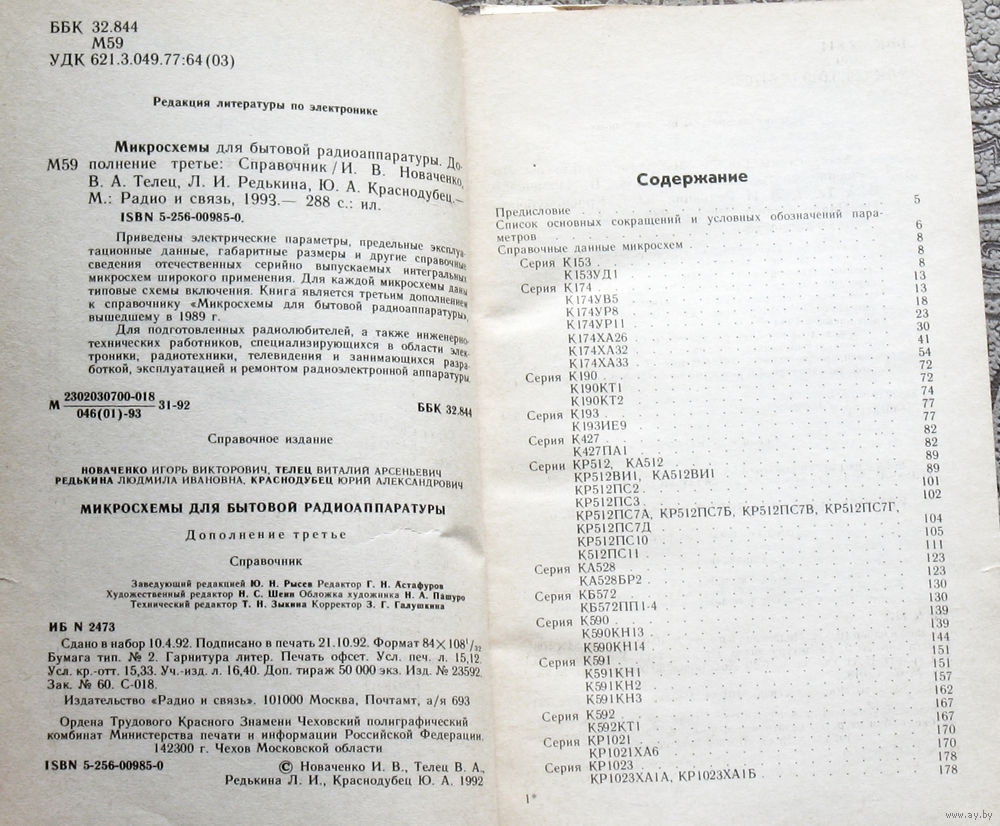 ББК 32.844
М59
УДК 621.3.049.77:64(03)
Редакция литературы по электронике
Микросхемы для бытовой радиоаппаратуры. До-
М59 полнение третье: Справочник/И. В. Новаченко,
В. А. Телец, Л. И. Редькина, Ю. А. Краснодубец.—
М.: Радио и связь, 1993.— 288 с.: ил.
ISBN 5-256-00985-0.
Приведены электрические параметры, предельные эксплуа-
тационные данные, габаритные размеры и другие справочные
сведения отечественных серийно выпускаемых интегральных
микросхем широкого применения. Для каждой микросхемы даны
типовые схемы включения. Книга является третьим дополнением
к справочнику «Микросхемы для бытовой радиоаппаратуры»,
вышедшему в 1989 г.
Для подготовленных радиолюбителей, а также инженерно-
технических работников, специализирующихся в области элек-
троники, радиотехники, телевидения и занимающихся разра-
боткой, эксплуатацией и ремонтом радиоэлектронной аппаратуры.
М 2302030700-018 / 046(01)-93 31-92 ББК 32.844
Справочное издание
НОВАЧЕНКО ИГОРЬ ВИКТОРОВИЧ, ТЕЛЕЦ ВИТАЛИЙ АРСЕНЬЕВИЧ
РЕДЬКИНА ЛЮДМИЛА ИВАНОВНА, КРАСНОДУБЕЦ ЮРИЙ АЛЕКСАНДРОВИЧ
МИКРОСХЕМЫ ДЛЯ БЫТОВОЙ РАДИОАППАРАТУРЫ
Дополнение третье
Справочник
Заведующий редакцией Ю. Н. Рысев Редактор Г. Н. Астафуров
Художественный редактор Н. С. Шеин Обложка художника Н. А. Пашуро
Технический редактор Т. Н. Зыкина Корректор З. Г. Галушкина
ИБ N 2473
Сдано в набор 10.4.92. Подписано в печать 21.10.92. Формат 84×108 1/32
Бумага тип. № 2. Гарнитура литер. Печать офсет. Усл. печ. л. 15,12.
Усл. кр.-отт. 15,33. Уч.-изд. л. 16,40. Доп. тираж 50 000 экз. Изд. № 23592.
Зак. № 60. С-018.
Издательство «Радио и связь». 101000 Москва, Почтамт, а/я 693
Ордена Трудового Красного Знамени Чеховский полиграфический
комбинат Министерства печати и информации Российской Федерации.
142300 г. Чехов Московской области
ISBN 5-256-00985-0 © Новаченко И. В., Телец В. А.,
Редькина Л. И., Краснодубец Ю. А. 1992
Содержание
Предисловие 5
Список основных сокращений и условных обозначений пара-
метров 6
Справочные данные микросхем 8
Серия К153 8
К153УД1 8
Серия К174 13
К174УВ5 13
К174УР8 18
К174УР11 23
К174ХА26 30
К174ХА32 41
К174ХА33 54
Серия К190 72
К190КТ1 72
К190КТ2 74
Серия К193 77
К193ИЕ9 77
Серия К427 82
К427ПА1 82
Серии КР512, КА512 89
КР512ВИ1, КА512ВИ1 89
КР512ПС2 101
КР512ПС3 102
КР512ПС7А, КР512ПС7Б, КР512ПС7В, КР512ПС7Г,
КР512ПС7Д 104
КР512ПС10 105
К512ПС11 111
Серия КА528 123
КА528БР2 123
Серия КБ572 130
КБ572ПП1-4 130
Серия К590 139
К590КН13 139
К590КН14 144
Серия К591 151
К591КН1 151
К591КН2 157
К591КН3 162
Серия К592 167
К592КТ1 167
Серия КР1021 170
КР1021ХА6 170
Серия КР1023 178
КР1023ХА1А, КР1023ХА1Б 178
1*
www.ay.by